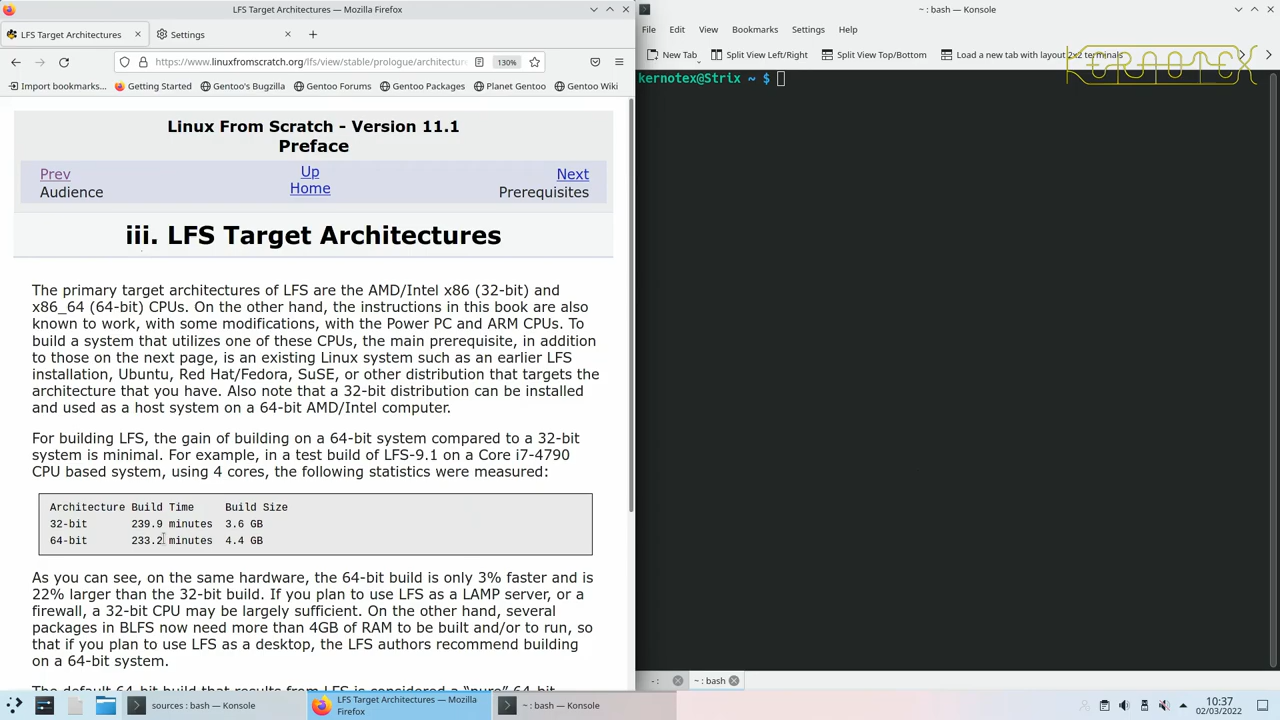 LFS Target Architectures — Mozilla Firefox
LFS Target Architectures
Settings
https://www.linuxfromscratch.org/lfs/view/stable/
130%
Import bookmarks...
Getting Started
Gentoo's Bugzilla
Gentoo Forums
Gentoo Packages
Planet Gentoo
Gentoo Wiki
Linux From Scratch - Version 11.1
Preface
Prev
Up
Next
Audience
Home
Prerequisites
iii. LFS Target Architectures
The primary target architectures of LFS are the AMD/Intel x86 (32-bit) and
x86_64 (64-bit) CPUs. On the other hand, the instructions in this book are also
known to work, with some modifications, with the Power PC and ARM CPUs. To
build a system that utilizes one of these CPUs, the main prerequisite, in addition
to those on the next page, is an existing Linux system such as an earlier LFS
installation, Ubuntu, Red Hat/Fedora, SuSE, or other distribution that targets the
architecture that you have. Also note that a 32-bit distribution can be installed
and used as a host system on a 64-bit AMD/Intel computer.
For building LFS, the gain of building on a 64-bit system compared to a 32-bit
system is minimal. For example, in a test build of LFS-9.1 on a Core i7-4790
CPU based system, using 4 cores, the following statistics were measured:
Architecture Build Time Build Size
32-bit 239.9 minutes 3.6 GB
64-bit 233.2 minutes 4.4 GB
As you can see, on the same hardware, the 64-bit build is only 3% faster and is
22% larger than the 32-bit build. If you plan to use LFS as a LAMP server, or a
firewall, a 32-bit CPU may be largely sufficient. On the other hand, several
packages in BLFS now need more than 4GB of RAM to be built and/or to run, so
that if you plan to use LFS as a desktop, the LFS authors recommend building
on a 64-bit system.
The default 64-bit build that results from LFS is considered a "pure" 64-bit
~ : bash — Konsole
File Edit View Bookmarks Settings Help
New Tab
Split View Left/Right
Split View Top/Bottom
Load a new tab with layout 2x2 terminals
KERNOTEX
kernotex@Strix ~ $
- :
~ : bash
sources : bash — Konsole
LFS Target Architectures — Mozilla
Firefox
~ : bash — Konsole
10:37
02/03/2022